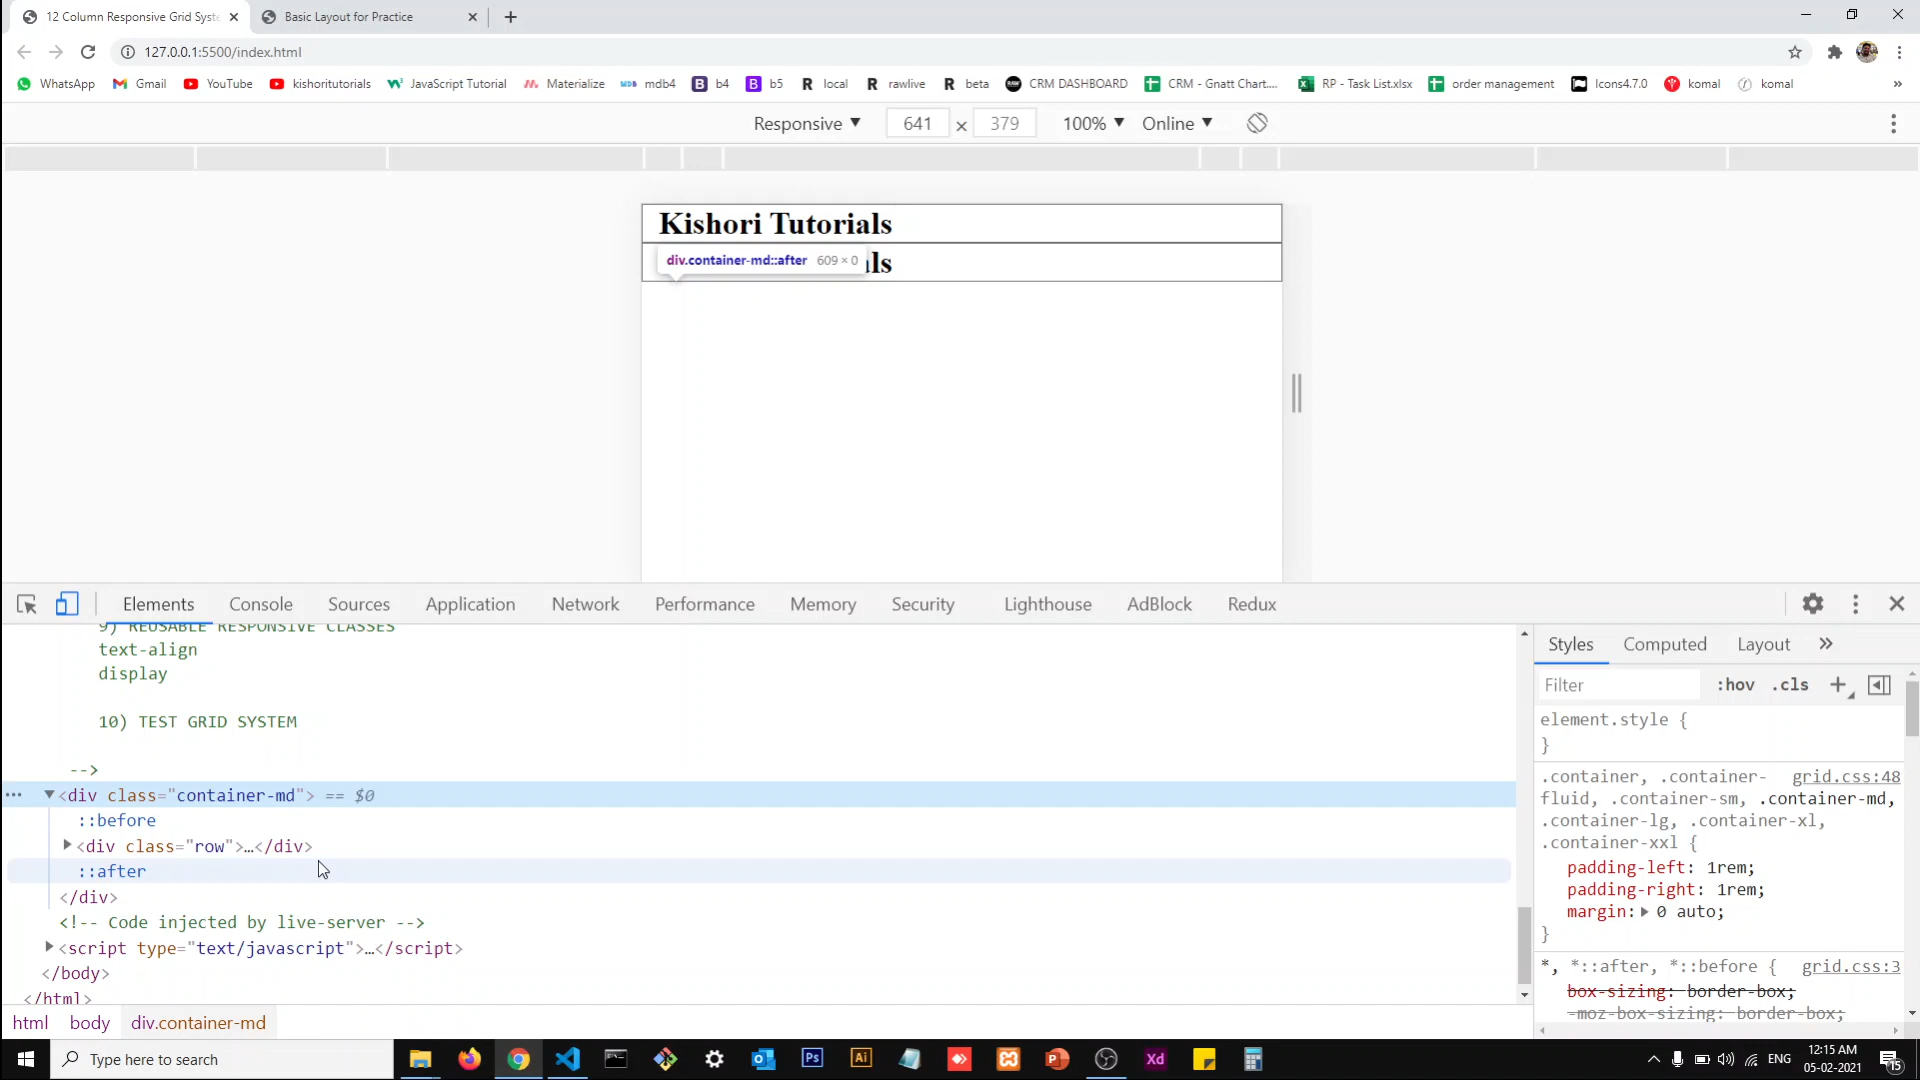 12 Column Responsive Grid Syste
Basic Layout for Practice
127.0.0.1:5500/index.html
WhatsApp Gmail YouTube kishoritutorials JavaScript Tutorial Materialize mdb4 b4 b5 local rawlive beta CRM DASHBOARD CRM - Gnatt Chart.... RP - Task List.xlsx order management Icons4.7.0 komal komal »
Responsive ▼ 641 × 379 100% ▼ Online ▼
Kishori Tutorials
div.container-md::after 609 × 0
ls
Elements Console Sources Application Network Performance Memory Security Lighthouse AdBlock Redux
9) REUSABLE RESPONSIVE CLASSES
text-align
display
10) TEST GRID SYSTEM
-->
<div class="container-md"> == $0
::before
<div class="row">…</div>
::after
</div>
<!-- Code injected by live-server -->
<script type="text/javascript">…</script>
</body>
</html>
html body div.container-md
Styles Computed Layout »
Filter :hov .cls +
element.style {
}
.container, .container- grid.css:48
fluid, .container-sm, .container-md,
.container-lg, .container-xl,
.container-xxl {
padding-left: 1rem;
padding-right: 1rem;
margin: 0 auto;
}
*, *::after, *::before { grid.css:3
box-sizing: border-box;
-moz-box-sizing: border-box;
Type here to search
Ps Ai Xd
ENG
12:15 AM
05-02-2021
15